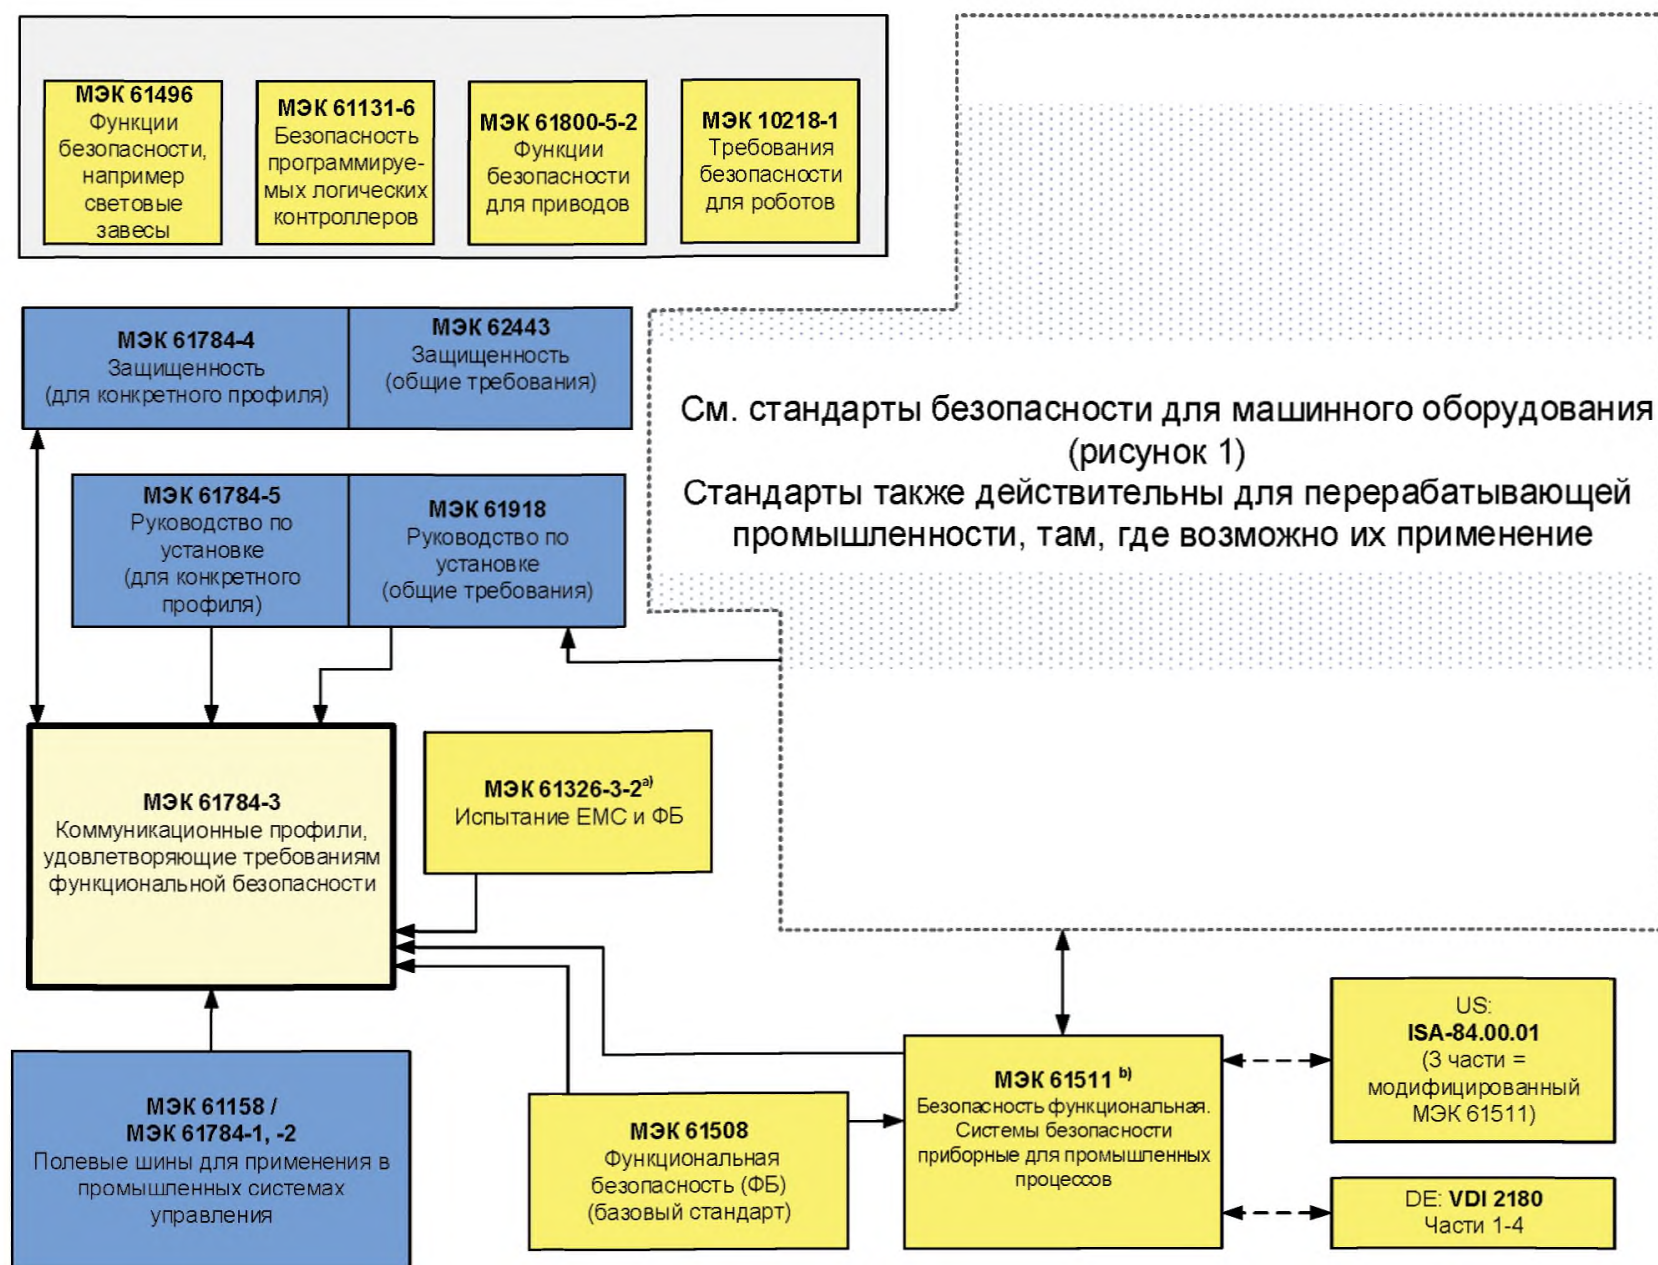 МЭК 61496
Функции
безопасности,
например
световые
завесы
МЭК 61131-6
Безопасность
программируе-
мых логических
контроллеров
МЭК 61800-5-2
Функции
безопасности
для приводов
МЭК 10218-1
Требования
безопасности
для роботов
МЭК 61784-4
Защищенность
(для конкретного профиля)
МЭК 62443
Защищенность
(общие требования)
См. стандарты безопасности для машинного оборудования
(рисунок 1)
Стандарты также действительны для перерабатывающей
промышленности, там, где возможно их применение
МЭК 61784-5
Руководство по
установке
(для конкретного
профиля)
МЭК 61918
Руководство по
установке
(общие требования)
МЭК 61784-3
Коммуникационные профили,
удовлетворяющие требованиям
функциональной безопасности
МЭК 61326-3-2a)
Испытание ЕМС и ФБ
МЭК 61158 /
МЭК 61784-1, -2
Полевые шины для применения в
промышленных системах
управления
МЭК 61508
Функциональная
безопасность (ФБ)
(базовый стандарт)
МЭК 61511 b)
Безопасность функциональная.
Системы безопасности
приборные для промышленных
процессов
US:
ISA-84.00.01
(3 части =
модифицированный
МЭК 61511)
DE: VDI 2180
Части 1-4